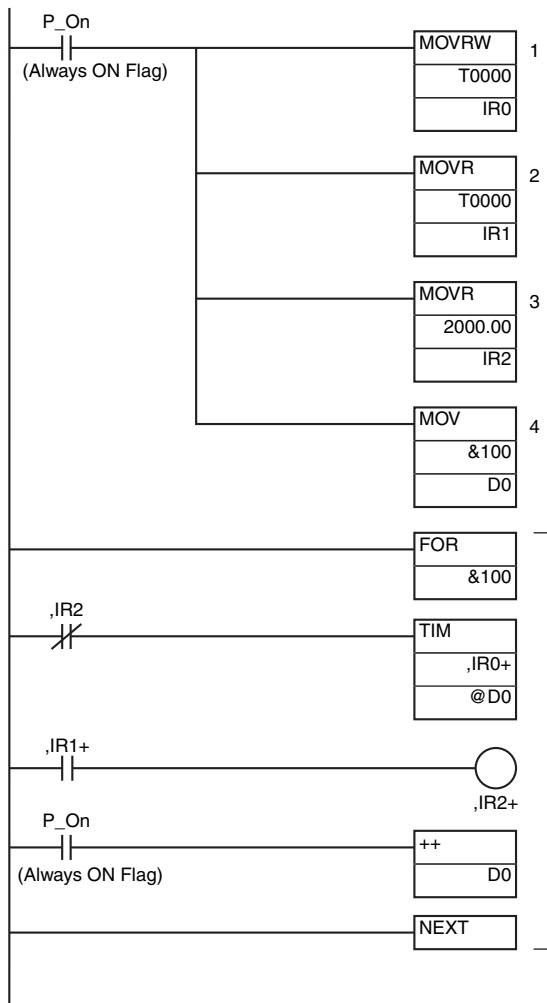 P_On
(Always ON Flag)
MOVRW
1
T0000
IR0
MOVR
2
T0000
IR1
MOVR
3
2000.00
IR2
MOV
4
&100
D0
FOR
&100
,IR2
TIM
,IR0+
@D0
,IR1+
,IR2+
P_On
(Always ON Flag)
++
D0
NEXT